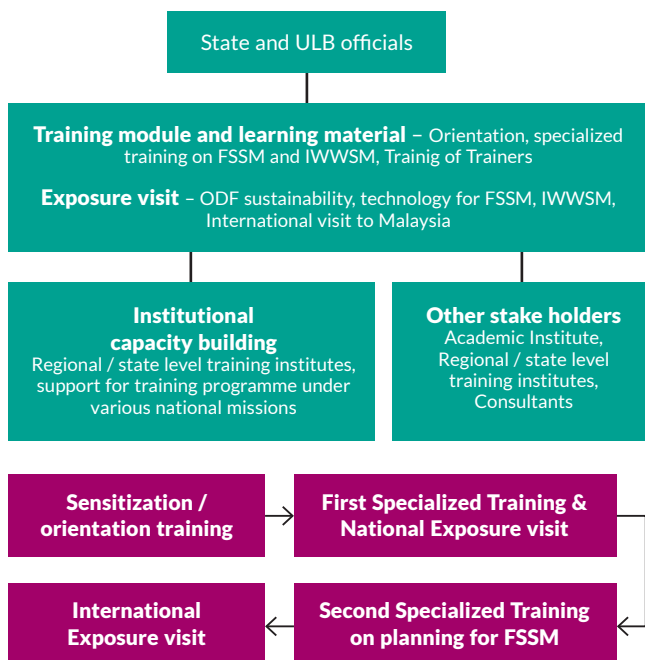 State and ULB officials
Training module and learning material – Orientation, specialized
training on FSSM and IWWSM, Trainig of Trainers
Exposure visit – ODF sustainability, technology for FSSM, IWWSM,
International visit to Malaysia
Institutional
capacity building
Regional / state level training institutes,
support for training programme under
various national missions
Other stake holders
Academic Institute,
Regional / state level
training institutes,
Consultants
Sensitization /
orientation training
First Specialized Training &
National Exposure visit
International
Exposure visit
Second Specialized Training
on planning for FSSM